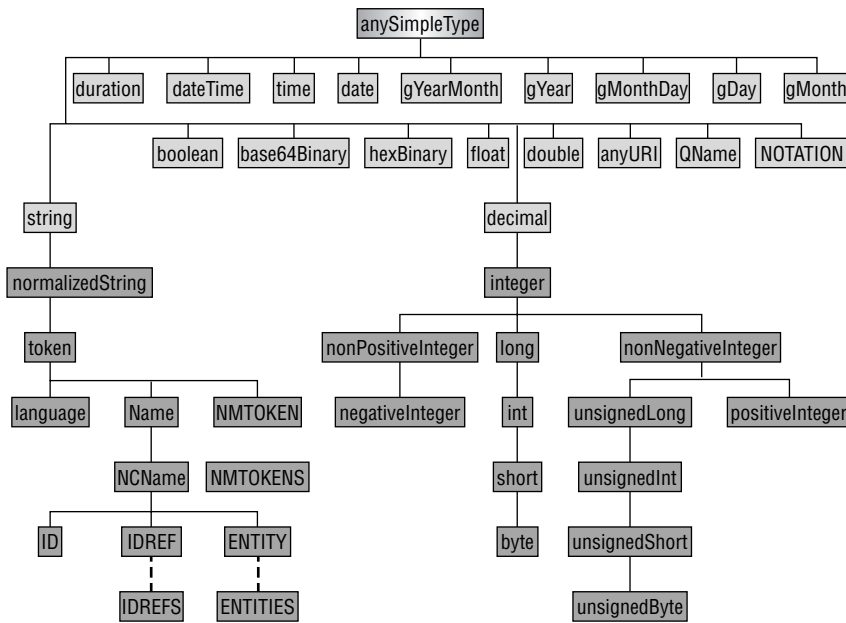 anySimpleType
duration dateTime time date gYearMonth gYear gMonthDay gDay gMonth
boolean base64Binary hexBinary float double anyURI QName NOTATION
string decimal
normalizedString integer
token nonPositiveInteger long nonNegativeInteger
language Name NMTOKEN negativeInteger int unsignedLong positiveInteger
NCName NMTOKENS short unsignedInt
ID IDREF ENTITY byte unsignedShort
IDREFS ENTITIES unsignedByte